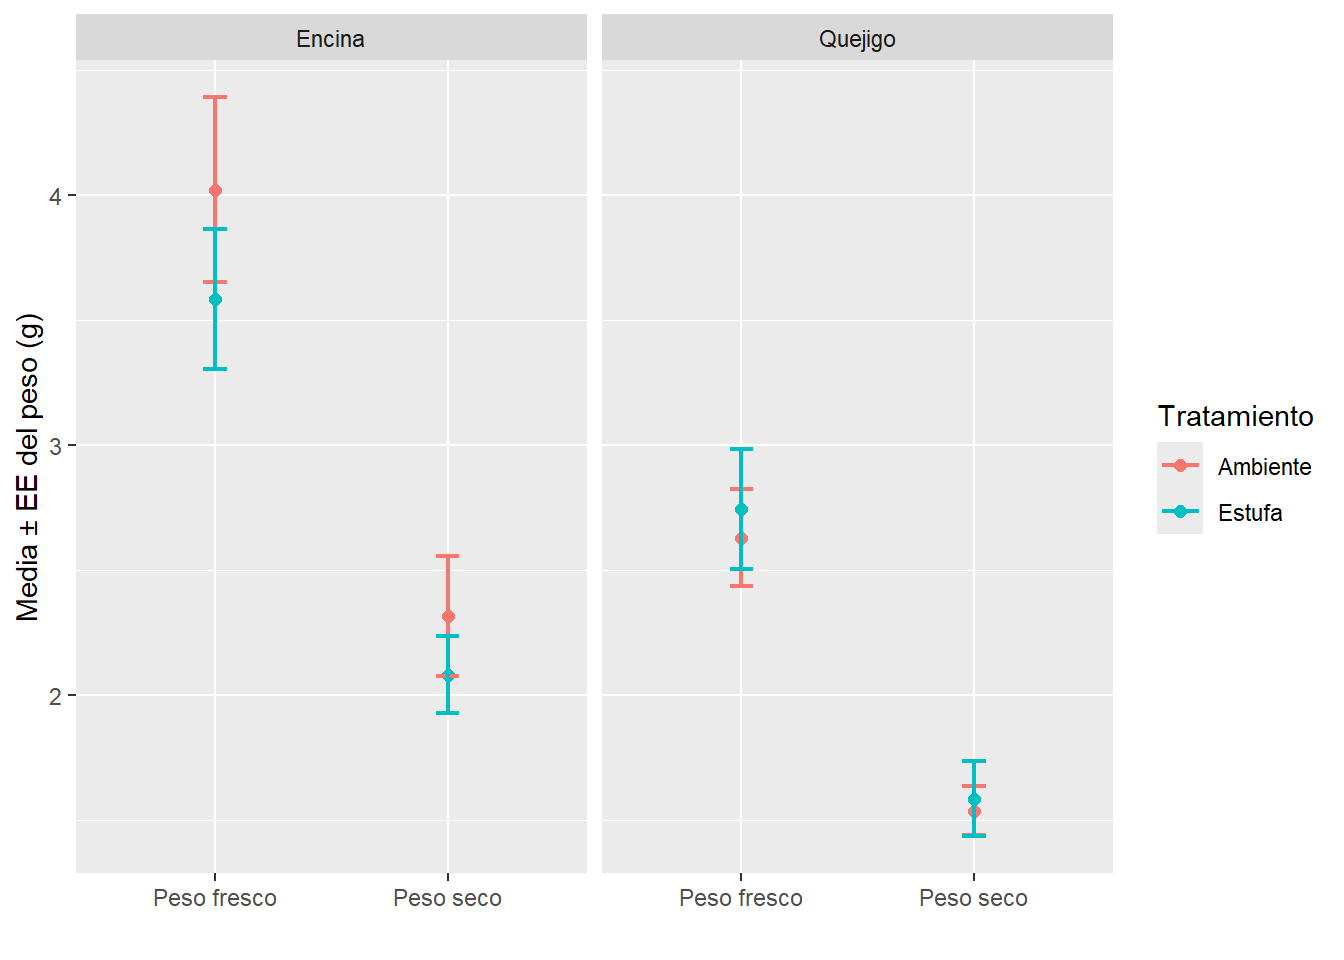 Encina
Quejigo
Media ± EE del peso (g)
4
3
2
Peso fresco
Peso seco
Peso fresco
Peso seco
Tratamiento
Ambiente
Estufa